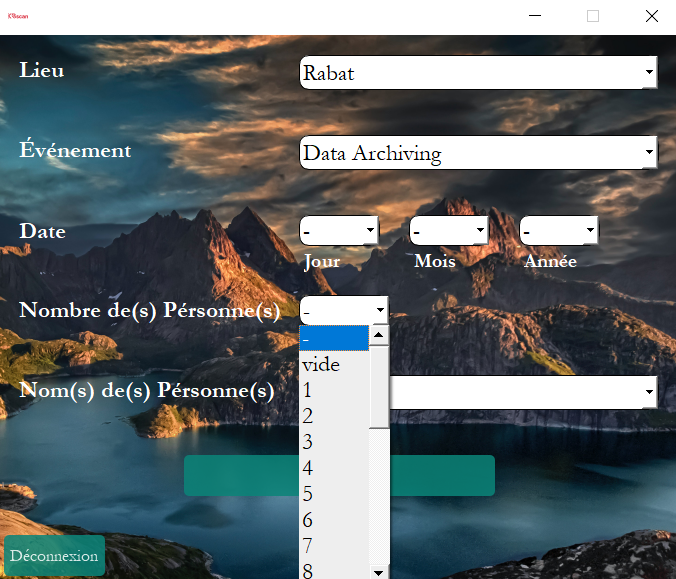 Lieu
Rabat
Événement
Data Archiving
Date
-
-
-
Jour
Mois
Année
Nombre de(s) Pérsonne(s)
-
-
vide
1
Nom(s) de(s) Pérsonne(s)
2
3
4
5
6
7
8
Déconnexion